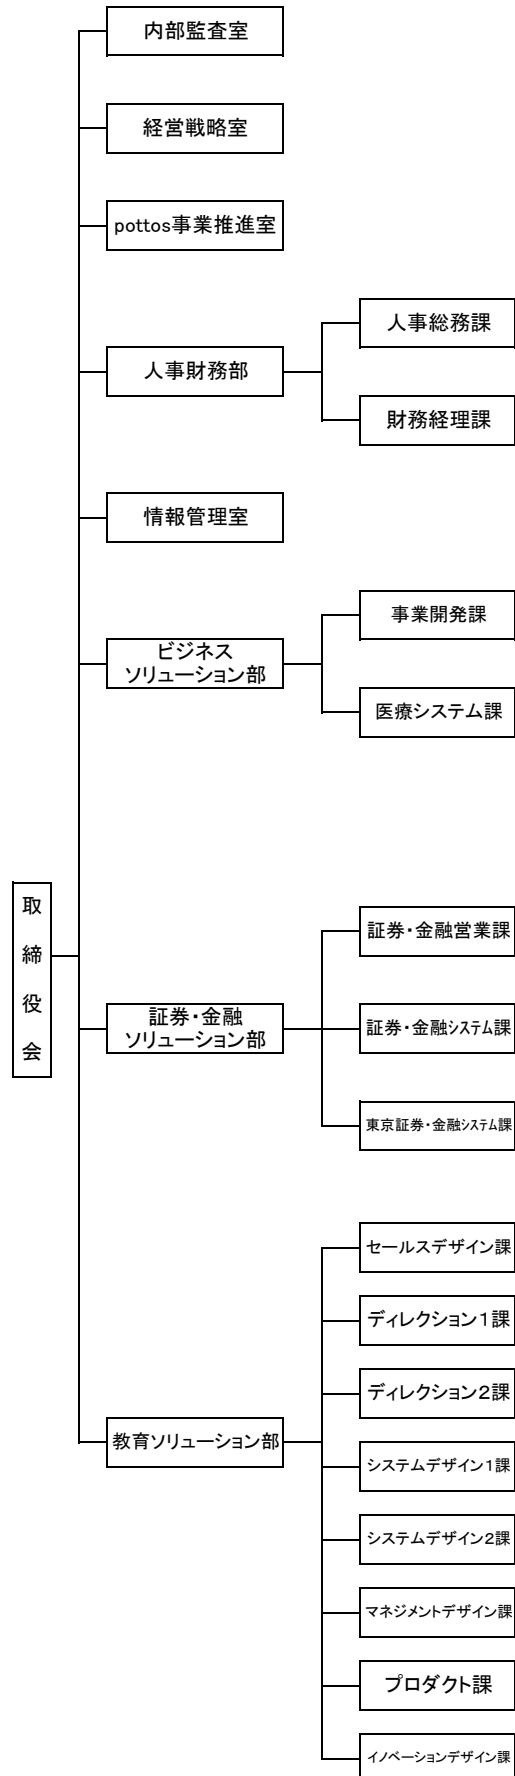 内部監査室
経営戦略室
pottos事業推進室
人事総務課
人事財務部
財務経理課
情報管理室
事業開発課
ビジネス
ソリューション部
医療システム課
取
締
役
会
証券・金融営業課
証券・金融
ソリューション部
証券・金融ｼｽﾃﾑ課
東京証券・金融ｼｽﾃﾑ課
セールスデザイン課
ディレクション１課
ディレクション２課
教育ソリューション部
システムデザイン１課
システムデザイン２課
マネジメントデザイン課
プロダクト課
イノベーションデザイン課